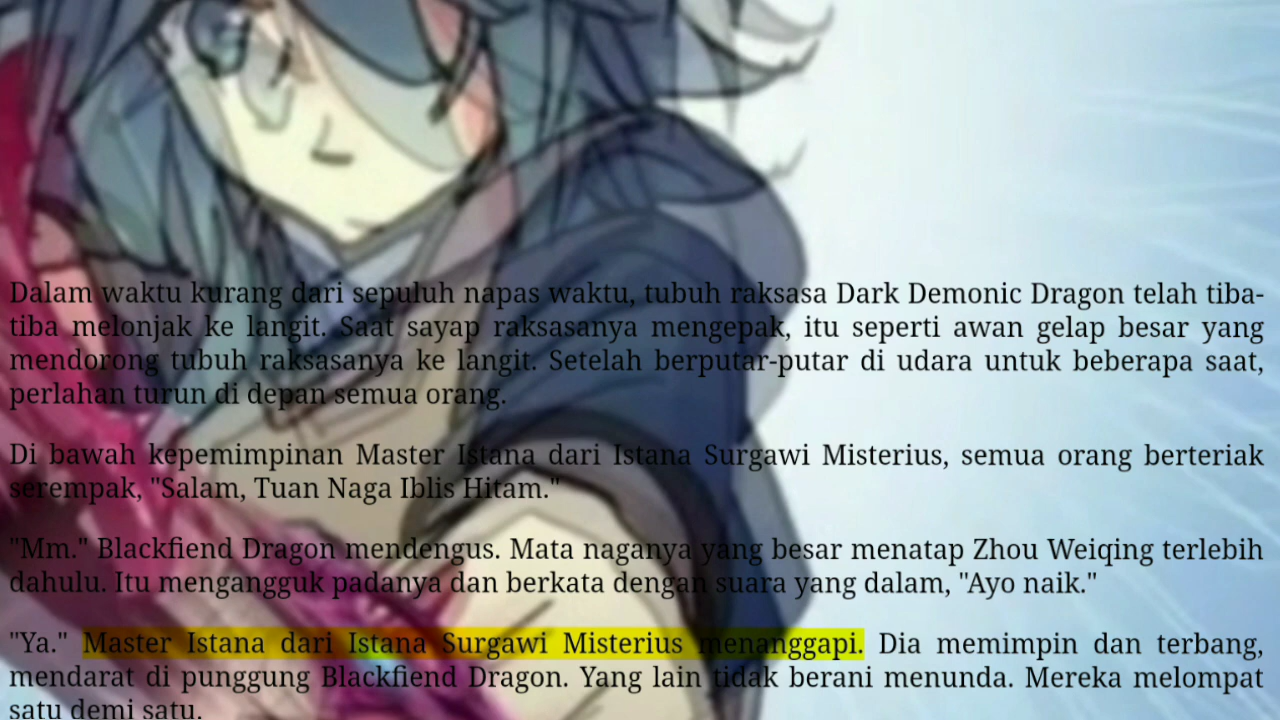 Dalam waktu kurang dari sepuluh napas waktu, tubuh raksasa Dark Demonic Dragon telah tiba-
tiba melonjak ke langit. Saat sayap raksasanya mengepak, itu seperti awan gelap besar yang
mendorong tubuh raksasanya ke langit. Setelah berputar-putar di udara untuk beberapa saat,
perlahan turun di depan semua orang.
Di bawah kepemimpinan Master Istana dari Istana Surgawi Misterius, semua orang berteriak
serempak, "Salam, Tuan Naga Iblis Hitam."
"Mm." Blackfiend Dragon mendengus. Mata naganya yang besar menatap Zhou Weiqing terlebih
dahulu. Itu mengangguk padanya dan berkata dengan suara yang dalam, "Ayo naik."
"Ya." Master Istana dari Istana Surgawi Misterius menanggapi. Dia memimpin dan terbang,
mendarat di punggung Blackfiend Dragon. Yang lain tidak berani menunda. Mereka melompat
satu demi satu.